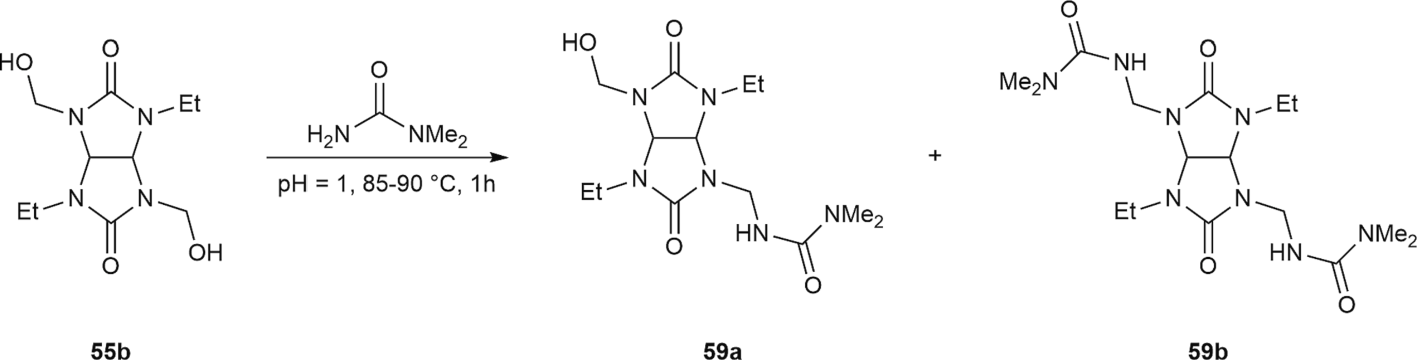 HO
O
N
N
Et
Et
N
N
O
OH
55b
O
H2N
NMe2
pH = 1, 85-90 °C, 1h
HO
O
N
N
Et
Et
N
N
O
HN
NMe2
O
59a
+
O
NH
Me2N
O
N
N
Et
Et
N
N
O
HN
NMe2
O
59b